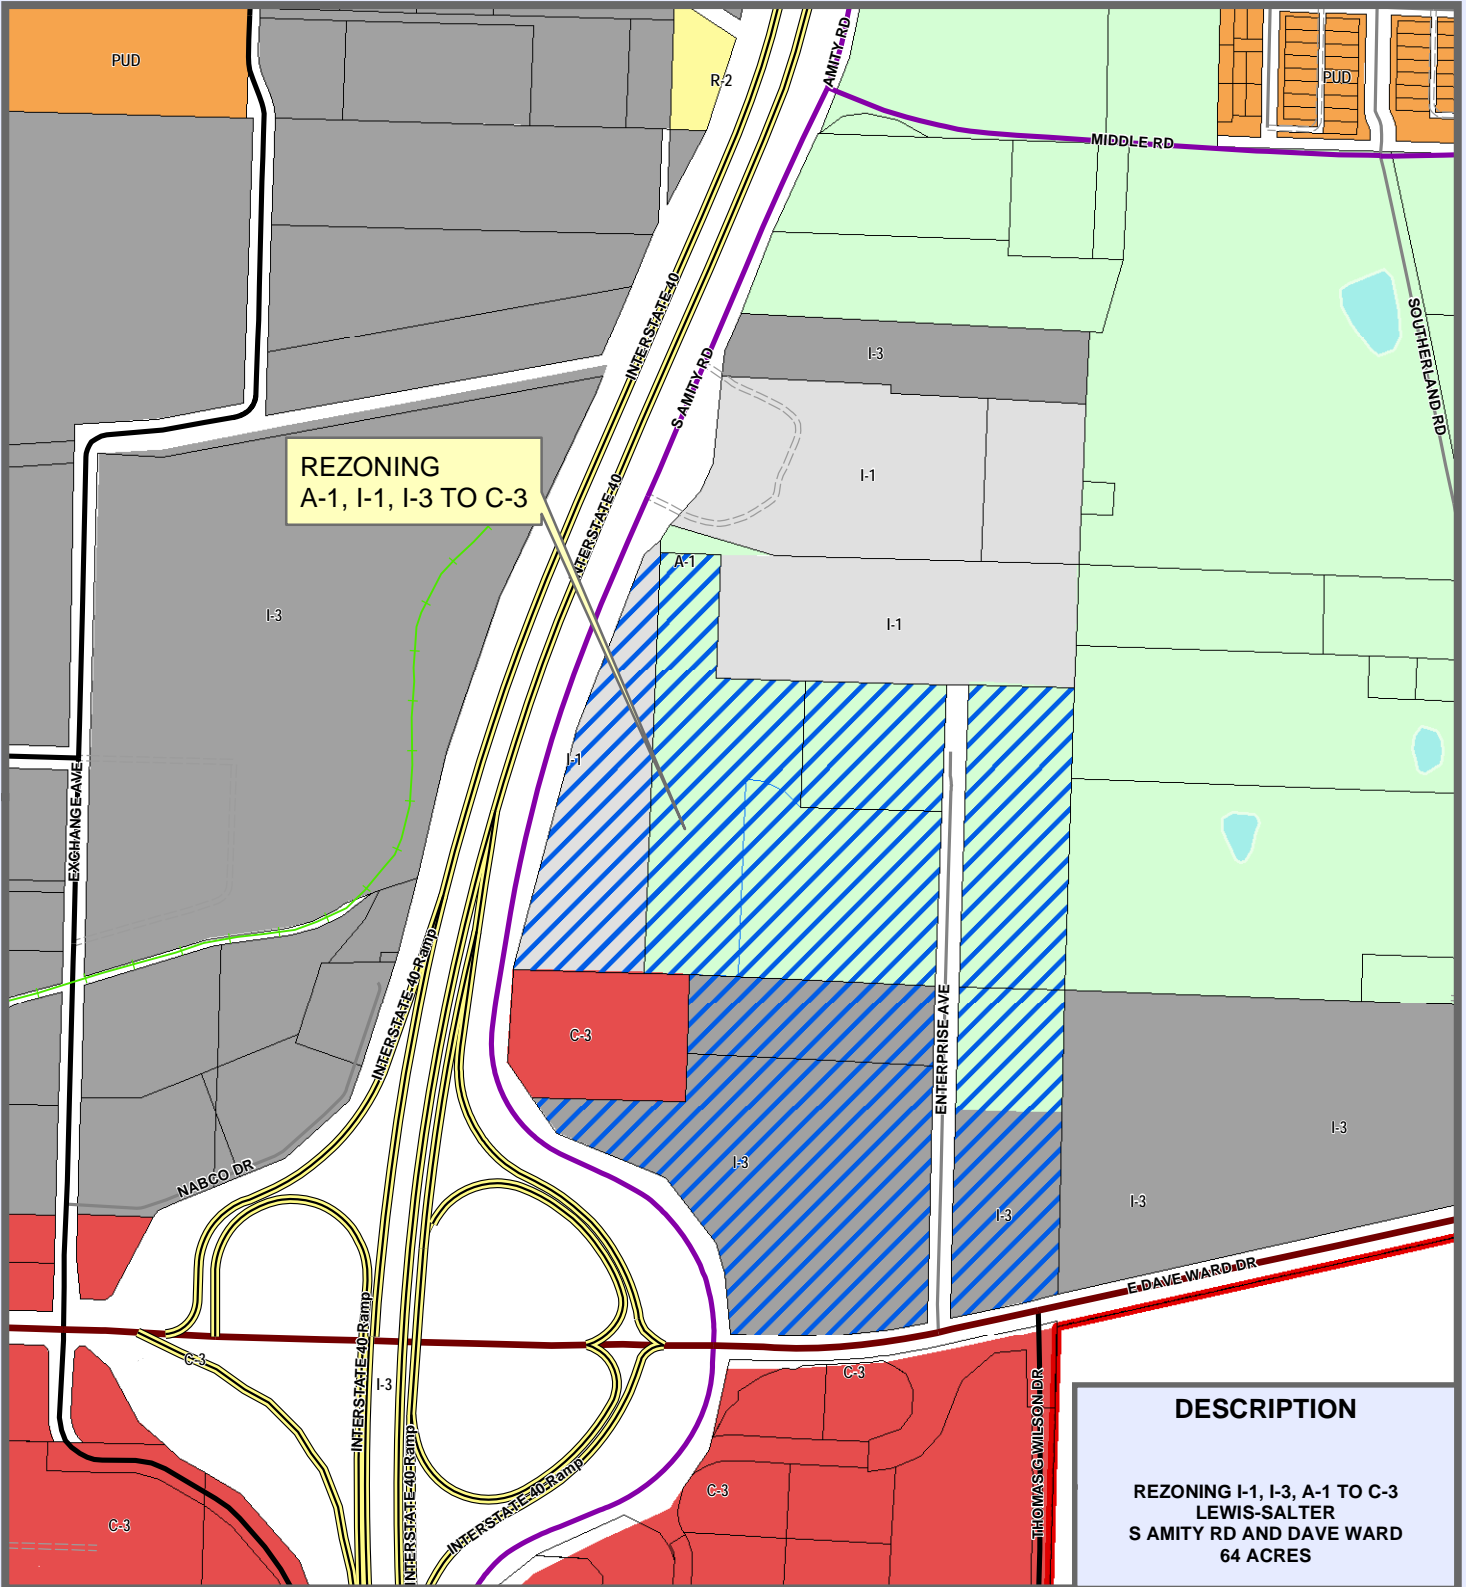 PUD
R-2
AMITY RD
PUD
MIDDLE RD
SOUTHERLAND RD
INTERSTATE 40
S AMITY RD
I-3
REZONING
A-1, I-1, I-3 TO C-3
I-1
INTERSTATE 40
A-1
I-3
I-1
I-1
EXCHANGE AVE
INTERSTATE 40 Ramp
C-3
ENTERPRISE AVE
I-3
I-3
NABCO DR
I-3
I-3
E DAVE WARD DR
INTERSTATE 40 Ramp
C-3
I-3
C-3
THOMAS G WILSON DR
INTERSTATE 40 Ramp
INTERSTATE 40 Ramp
C-3
C-3
DESCRIPTION
REZONING I-1, I-3, A-1 TO C-3
LEWIS-SALTER
S AMITY RD AND DAVE WARD
64 ACRES